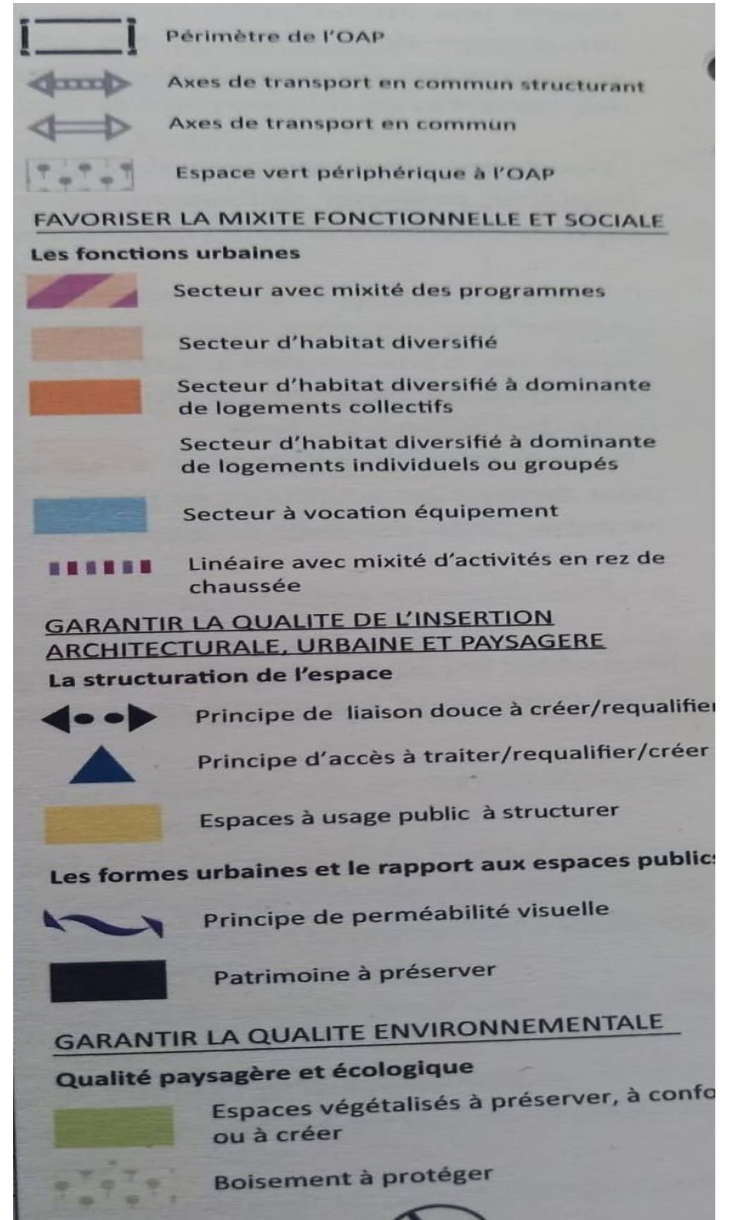 Périmètre de l'OAP
Axes de transport en commun structurant
Axes de transport en commun
Espace vert périphérique à l'OAP
FAVORISER LA MIXITE FONCTIONNELLE ET SOCIALE
Les fonctions urbaines
Secteur avec mixité des programmes
Secteur d'habitat diversifié
Secteur d'habitat diversifié à dominante
de logements collectifs
Secteur d'habitat diversifié à dominante
de logements individuels ou groupés
Secteur à vocation équipement
Linéaire avec mixité d'activités en rez de
chaussée
GARANTIR LA QUALITE DE L'INSERTION
ARCHITECTURALE, URBAINE ET PAYSAGERE
La structuration de l'espace
Principe de liaison douce à créer/requalifier
Principe d'accès à traiter/requalifier/créer
Espaces à usage public à structurer
Les formes urbaines et le rapport aux espaces publics
Principe de perméabilité visuelle
Patrimoine à préserver
GARANTIR LA QUALITE ENVIRONNEMENTALE
Qualité paysagère et écologique
Espaces végétalisés à préserver, à confo
ou à créer
Boisement à protéger